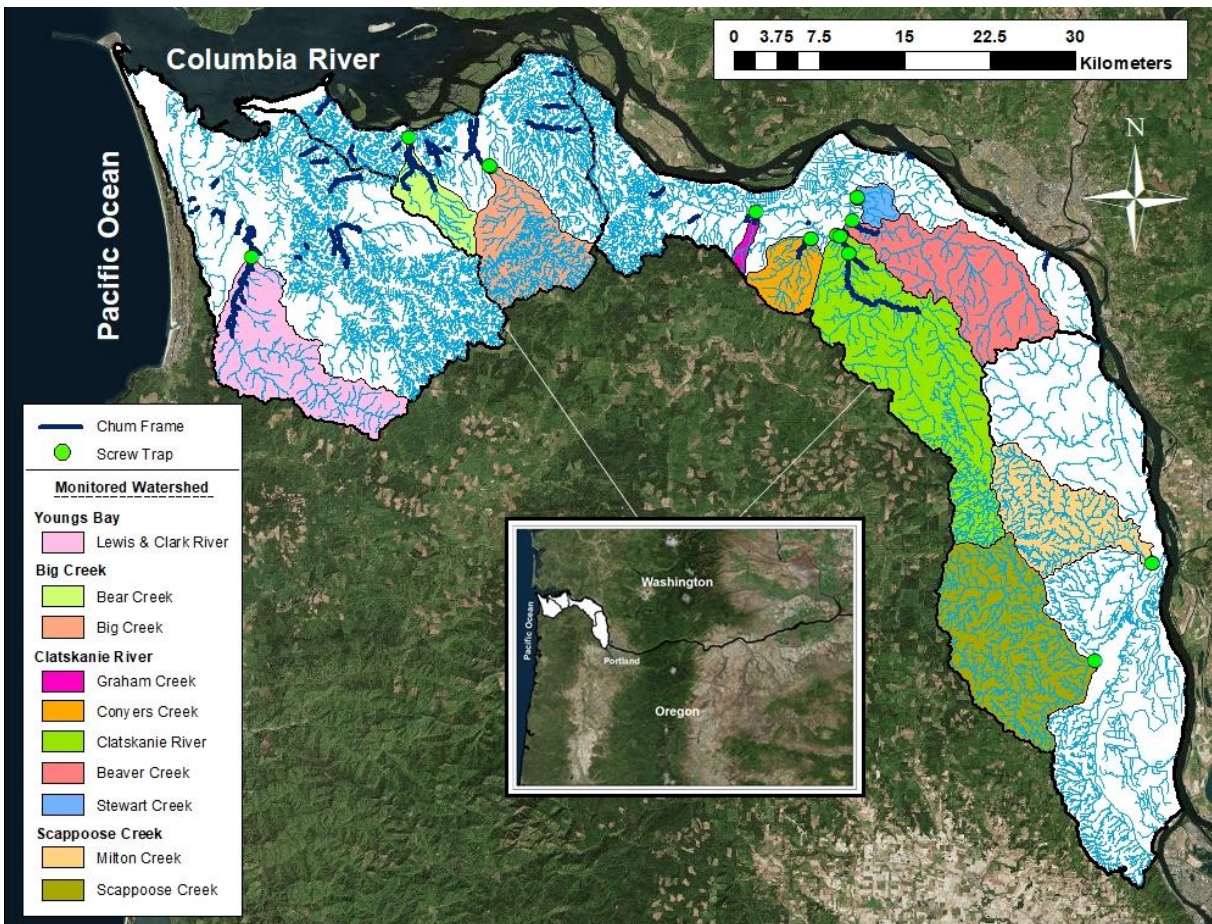 Columbia River
0 3.75 7.5 15 22.5 30
Kilometers
N
Pacific Ocean
Chum Frame
Screw Trap
Monitored Watershed
Youngs Bay
Lewis & Clark River
Big Creek
Bear Creek
Big Creek
Clatskanie River
Graham Creek
Conyers Creek
Clatskanie River
Beaver Creek
Stewart Creek
Scappoose Creek
Milton Creek
Scappoose Creek
Washington
Pacific Ocean
Portland
Oregon